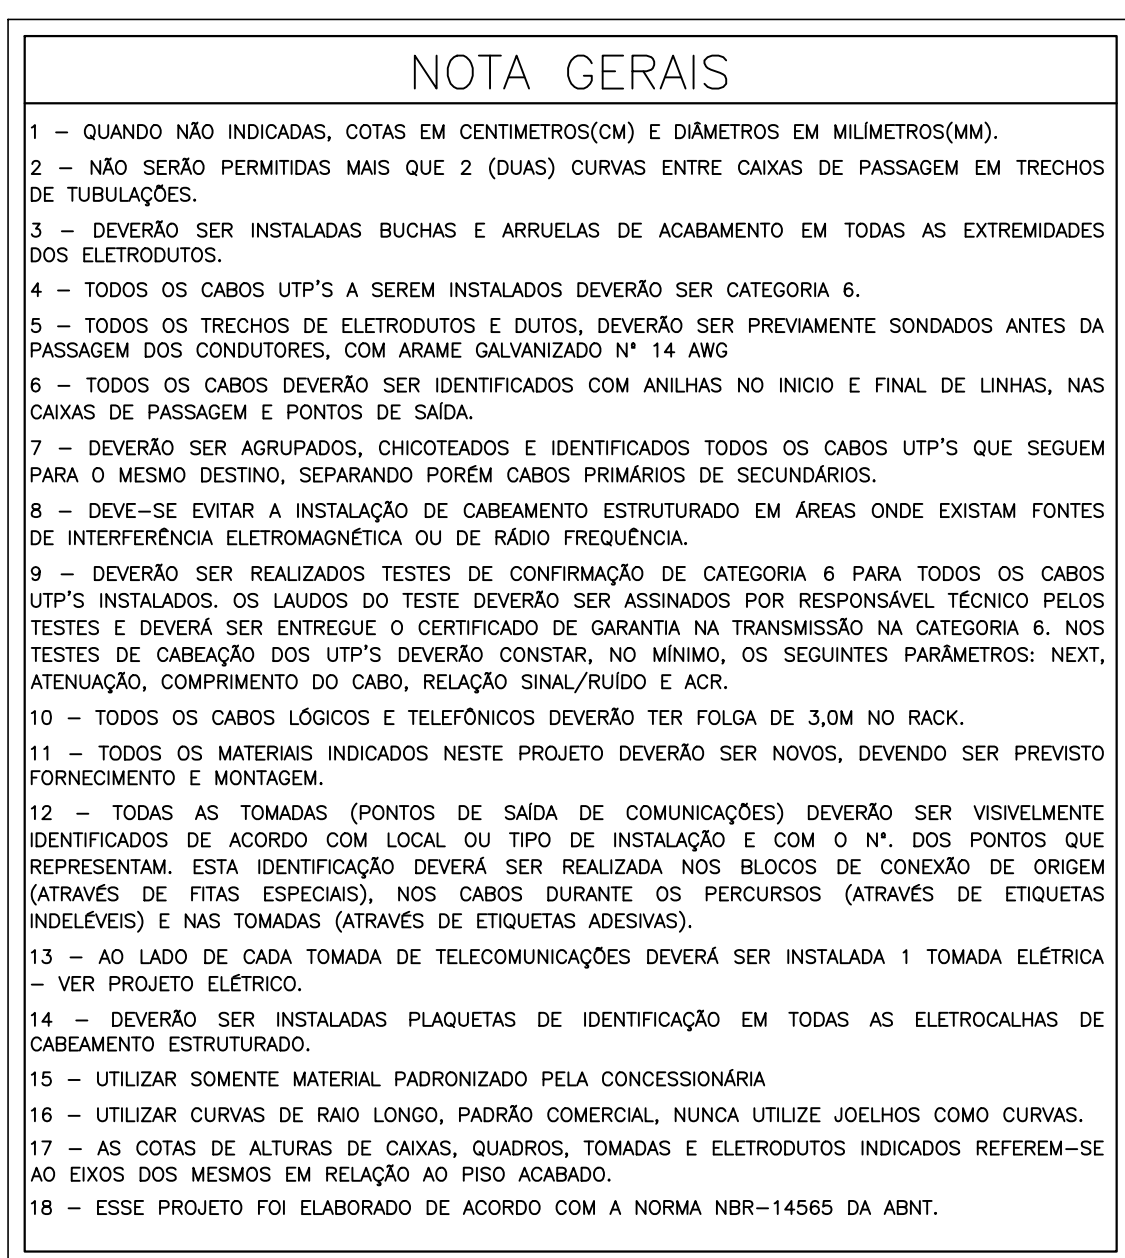 NOTA GERAIS
1 – QUANDO NÃO INDICADAS, COTAS EM CENTIMETROS(CM) E DIÂMETROS EM MILÍMETROS(MM).
2 – NÃO SERÃO PERMITIDAS MAIS QUE 2 (DUAS) CURVAS ENTRE CAIXAS DE PASSAGEM EM TRECHOS
DE TUBULAÇÕES.
3 – DEVERÃO SER INSTALADAS BUCHAS E ARRUELAS DE ACABAMENTO EM TODAS AS EXTREMIDADES
DOS ELETRODUTOS.
4 – TODOS OS CABOS UTP'S A SEREM INSTALADOS DEVERÃO SER CATEGORIA 6.
5 – TODOS OS TRECHOS DE ELETRODUTOS E DUTOS, DEVERÃO SER PREVIAMENTE SONDADOS ANTES DA
PASSAGEM DOS CONDUTORES, COM ARAME GALVANIZADO Nº 14 AWG
6 – TODOS OS CABOS DEVERÃO SER IDENTIFICADOS COM ANILHAS NO INICIO E FINAL DE LINHAS, NAS
CAIXAS DE PASSAGEM E PONTOS DE SAÍDA.
7 – DEVERÃO SER AGRUPADOS, CHICOTEADOS E IDENTIFICADOS TODOS OS CABOS UTP'S QUE SEGUEM
PARA O MESMO DESTINO, SEPARANDO PORÉM CABOS PRIMÁRIOS DE SECUNDÁRIOS.
8 – DEVE–SE EVITAR A INSTALAÇÃO DE CABEAMENTO ESTRUTURADO EM ÁREAS ONDE EXISTAM FONTES
DE INTERFERÊNCIA ELETROMAGNÉTICA OU DE RÁDIO FREQUÊNCIA.
9 – DEVERÃO SER REALIZADOS TESTES DE CONFIRMAÇÃO DE CATEGORIA 6 PARA TODOS OS CABOS
UTP'S INSTALADOS. OS LAUDOS DO TESTE DEVERÃO SER ASSINADOS POR RESPONSÁVEL TÉCNICO PELOS
TESTES E DEVERÁ SER ENTREGUE O CERTIFICADO DE GARANTIA NA TRANSMISSÃO NA CATEGORIA 6. NOS
TESTES DE CABEAÇÃO DOS UTP'S DEVERÃO CONSTAR, NO MÍNIMO, OS SEGUINTES PARÂMETROS: NEXT,
ATENUAÇÃO, COMPRIMENTO DO CABO, RELAÇÃO SINAL/RUÍDO E ACR.
10 – TODOS OS CABOS LÓGICOS E TELEFÔNICOS DEVERÃO TER FOLGA DE 3,0M NO RACK.
11 – TODOS OS MATERIAIS INDICADOS NESTE PROJETO DEVERÃO SER NOVOS, DEVENDO SER PREVISTO
FORNECIMENTO E MONTAGEM.
12 – TODAS AS TOMADAS (PONTOS DE SAÍDA DE COMUNICAÇÕES) DEVERÃO SER VISIVELMENTE
IDENTIFICADOS DE ACORDO COM LOCAL OU TIPO DE INSTALAÇÃO E COM O Nº. DOS PONTOS QUE
REPRESENTAM. ESTA IDENTIFICAÇÃO DEVERÁ SER REALIZADA NOS BLOCOS DE CONEXÃO DE ORIGEM
(ATRAVÉS DE FITAS ESPECIAIS), NOS CABOS DURANTE OS PERCURSOS (ATRAVÉS DE ETIQUETAS
INDELÉVEIS) E NAS TOMADAS (ATRAVÉS DE ETIQUETAS ADESIVAS).
13 – AO LADO DE CADA TOMADA DE TELECOMUNICAÇÕES DEVERÁ SER INSTALADA 1 TOMADA ELÉTRICA
– VER PROJETO ELÉTRICO.
14 – DEVERÃO SER INSTALADAS PLAQUETAS DE IDENTIFICAÇÃO EM TODAS AS ELETROCALHAS DE
CABEAMENTO ESTRUTURADO.
15 – UTILIZAR SOMENTE MATERIAL PADRONIZADO PELA CONCESSIONÁRIA
16 – UTILIZAR CURVAS DE RAIO LONGO, PADRÃO COMERCIAL, NUNCA UTILIZE JOELHOS COMO CURVAS.
17 – AS COTAS DE ALTURAS DE CAIXAS, QUADROS, TOMADAS E ELETRODUTOS INDICADOS REFEREM–SE
AO EIXOS DOS MESMOS EM RELAÇÃO AO PISO ACABADO.
18 – ESSE PROJETO FOI ELABORADO DE ACORDO COM A NORMA NBR–14565 DA ABNT.